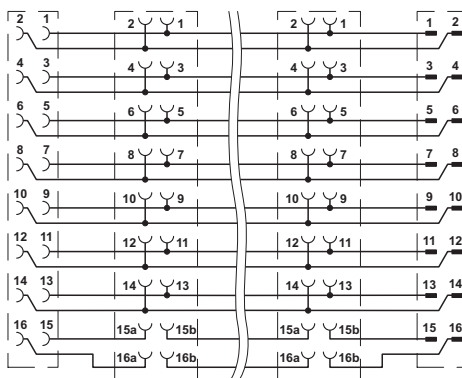 2 1 2 1 2 1 1 2
4 3 4 3 4 3 3 4
6 5 6 5 6 5 5 6
8 7 8 7 8 7 7 8
10 9 10 9 10 9 9 10
12 11 12 11 12 11 11 12
14 13 14 13 14 13 13 14
16 15 15a 15b 15a 15b 15 16
16a 16b 16a 16b